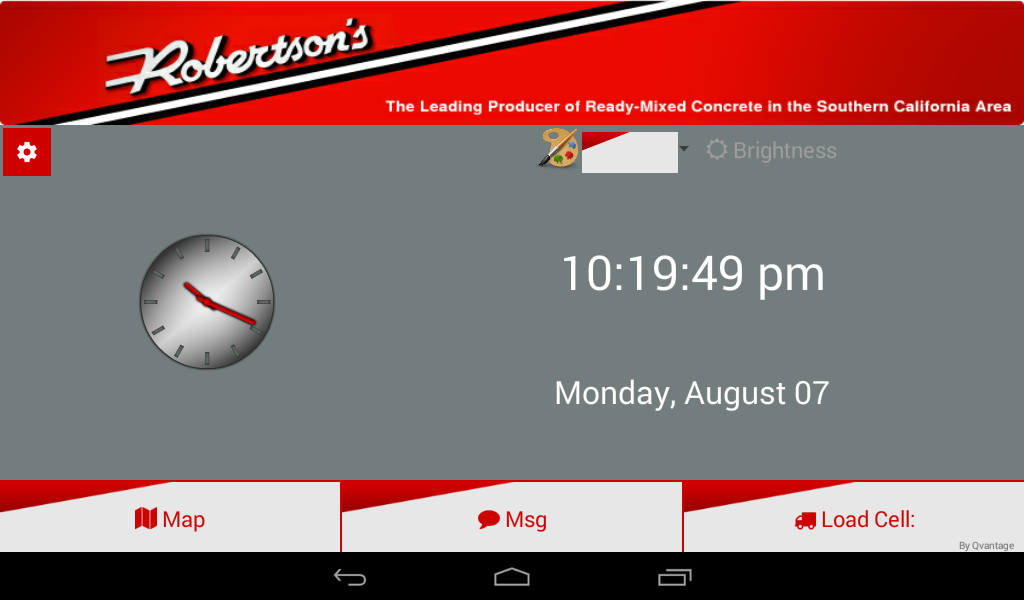 Robertson's
The Leading Producer of Ready-Mixed Concrete in the Southern California Area
Brightness
10:19:49 pm
Monday, August 07
Map
Msg
Load Cell:
By Qvantage